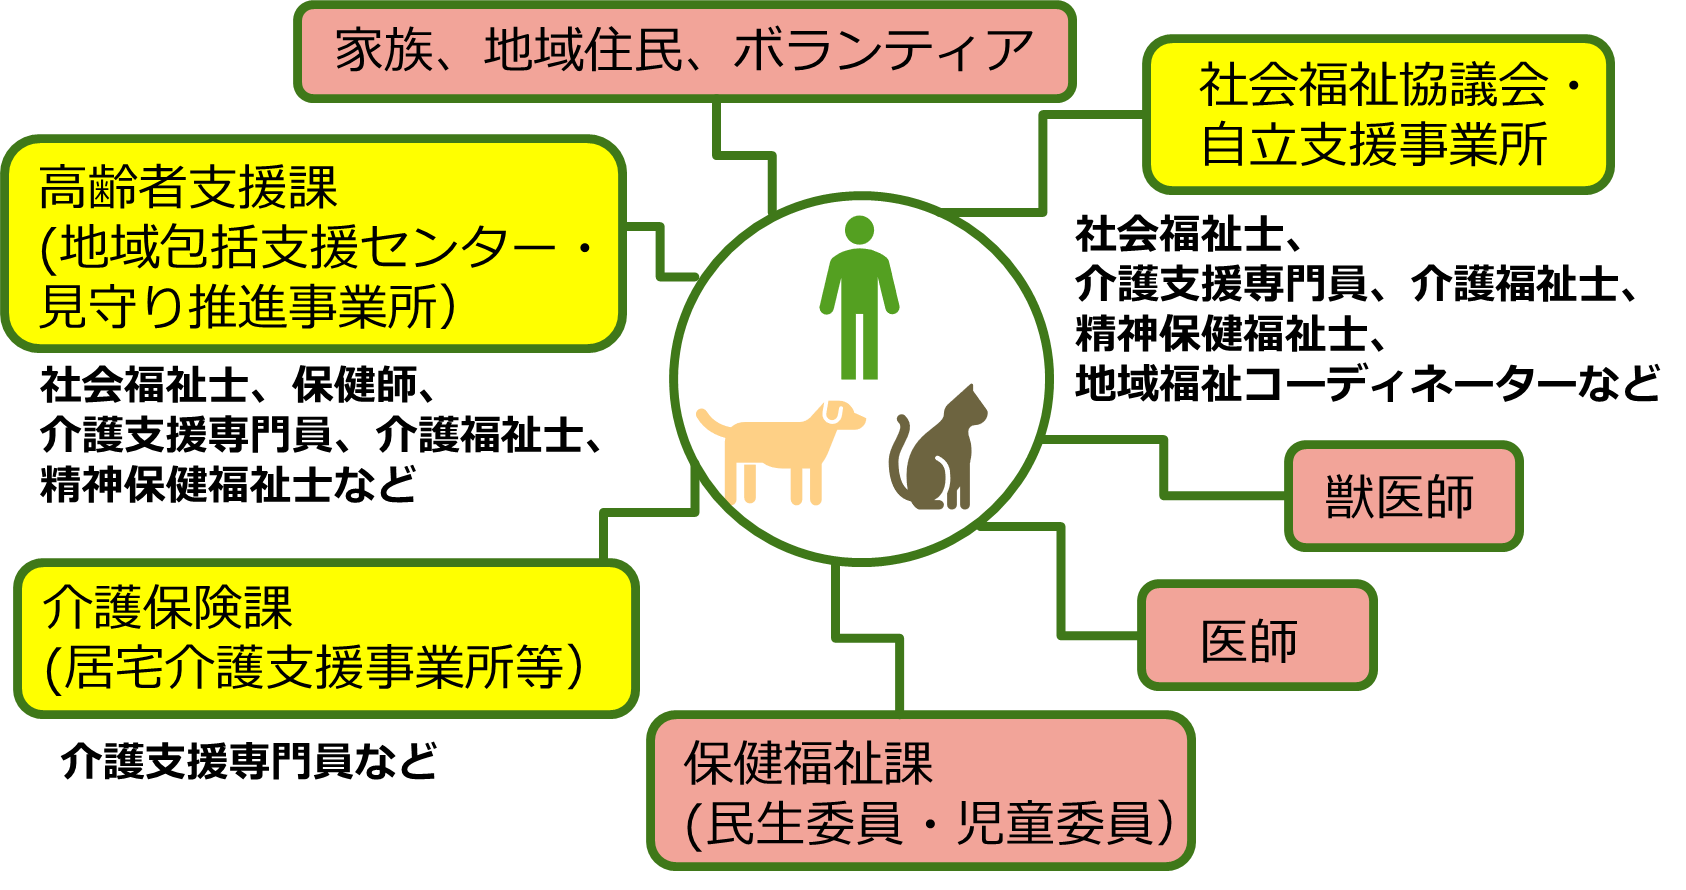 家族、地域住民、ボランティア
社会福祉協議会・
自立支援事業所
社会福祉士、
介護支援専門員、介護福祉士、
精神保健福祉士、
地域福祉コーディネーターなど
高齢者支援課
(地域包括支援センター・
見守り推進事業所）
社会福祉士、保健師、
介護支援専門員、介護福祉士、
精神保健福祉士など
獣医師
医師
介護保険課
(居宅介護支援事業所等）
介護支援専門員など
保健福祉課
(民生委員・児童委員）